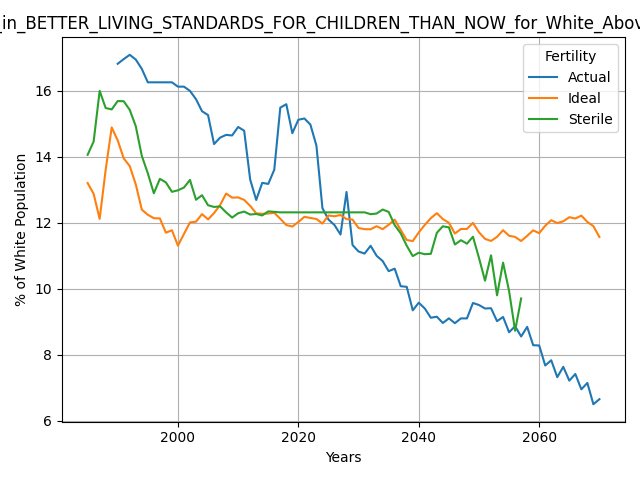 _in_BETTER_LIVING_STANDARDS_FOR_CHILDREN_THAN_NOW_for_White_Abov
Fertility
Actual
Ideal
Sterile
% of White Population
16
14
12
10
8
6
2000 2020 2040 2060
Years